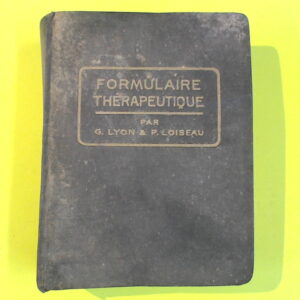 FORMULAIRE
THÉRAPEUTIQUE
PAR
G. LYON & P. LOISEAU